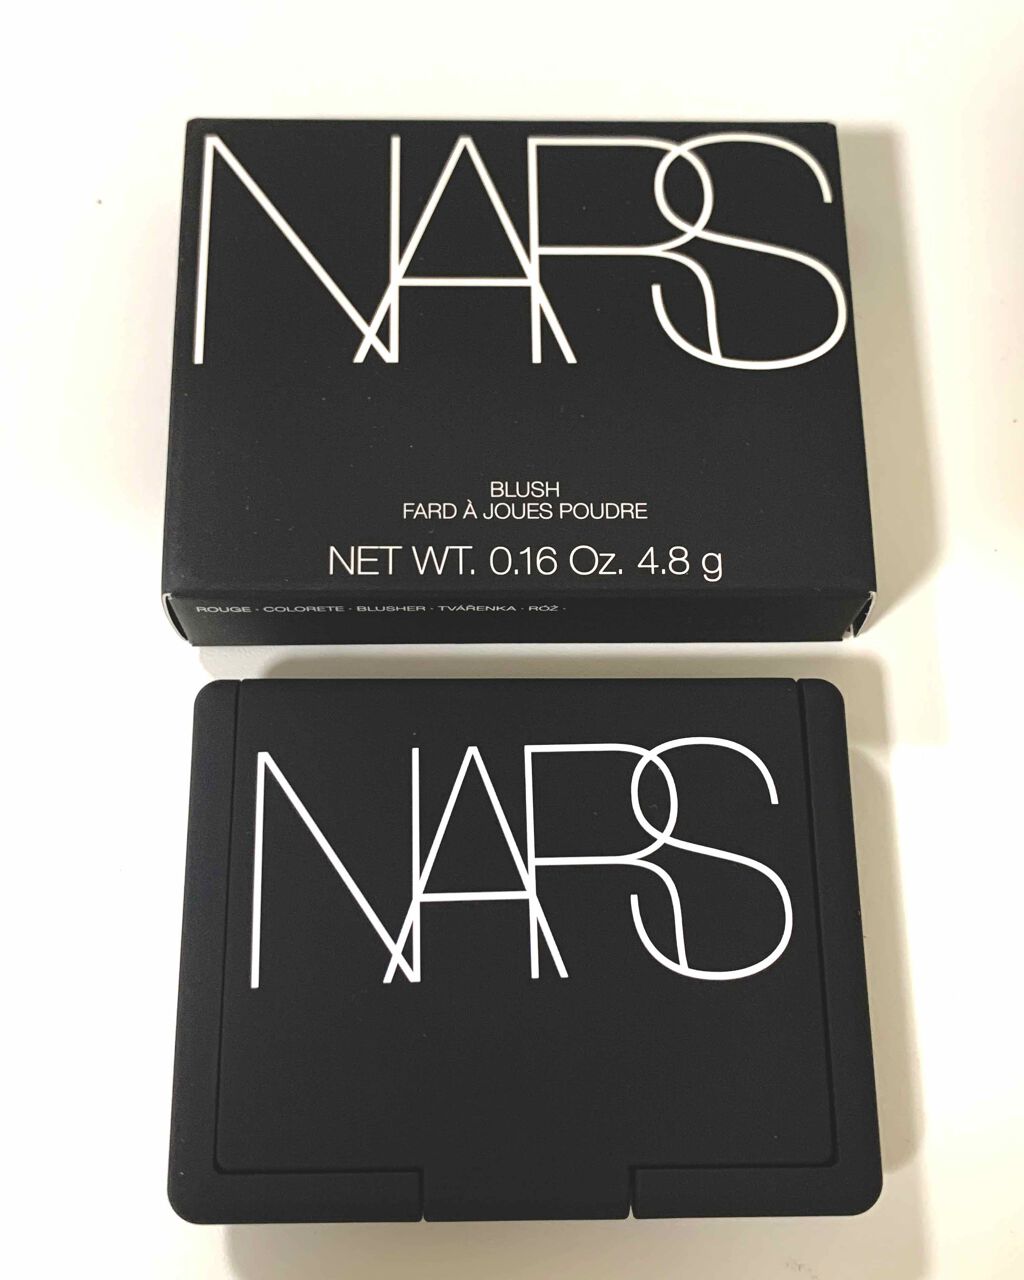 NARS
BLUSH
FARD À JOUES POUDRE
NET WT. 0.16 Oz. 4.8 g
ROUGE · COLORETE · BLUSHER · TVÁŘENKA · RÓŻ ·
NARS